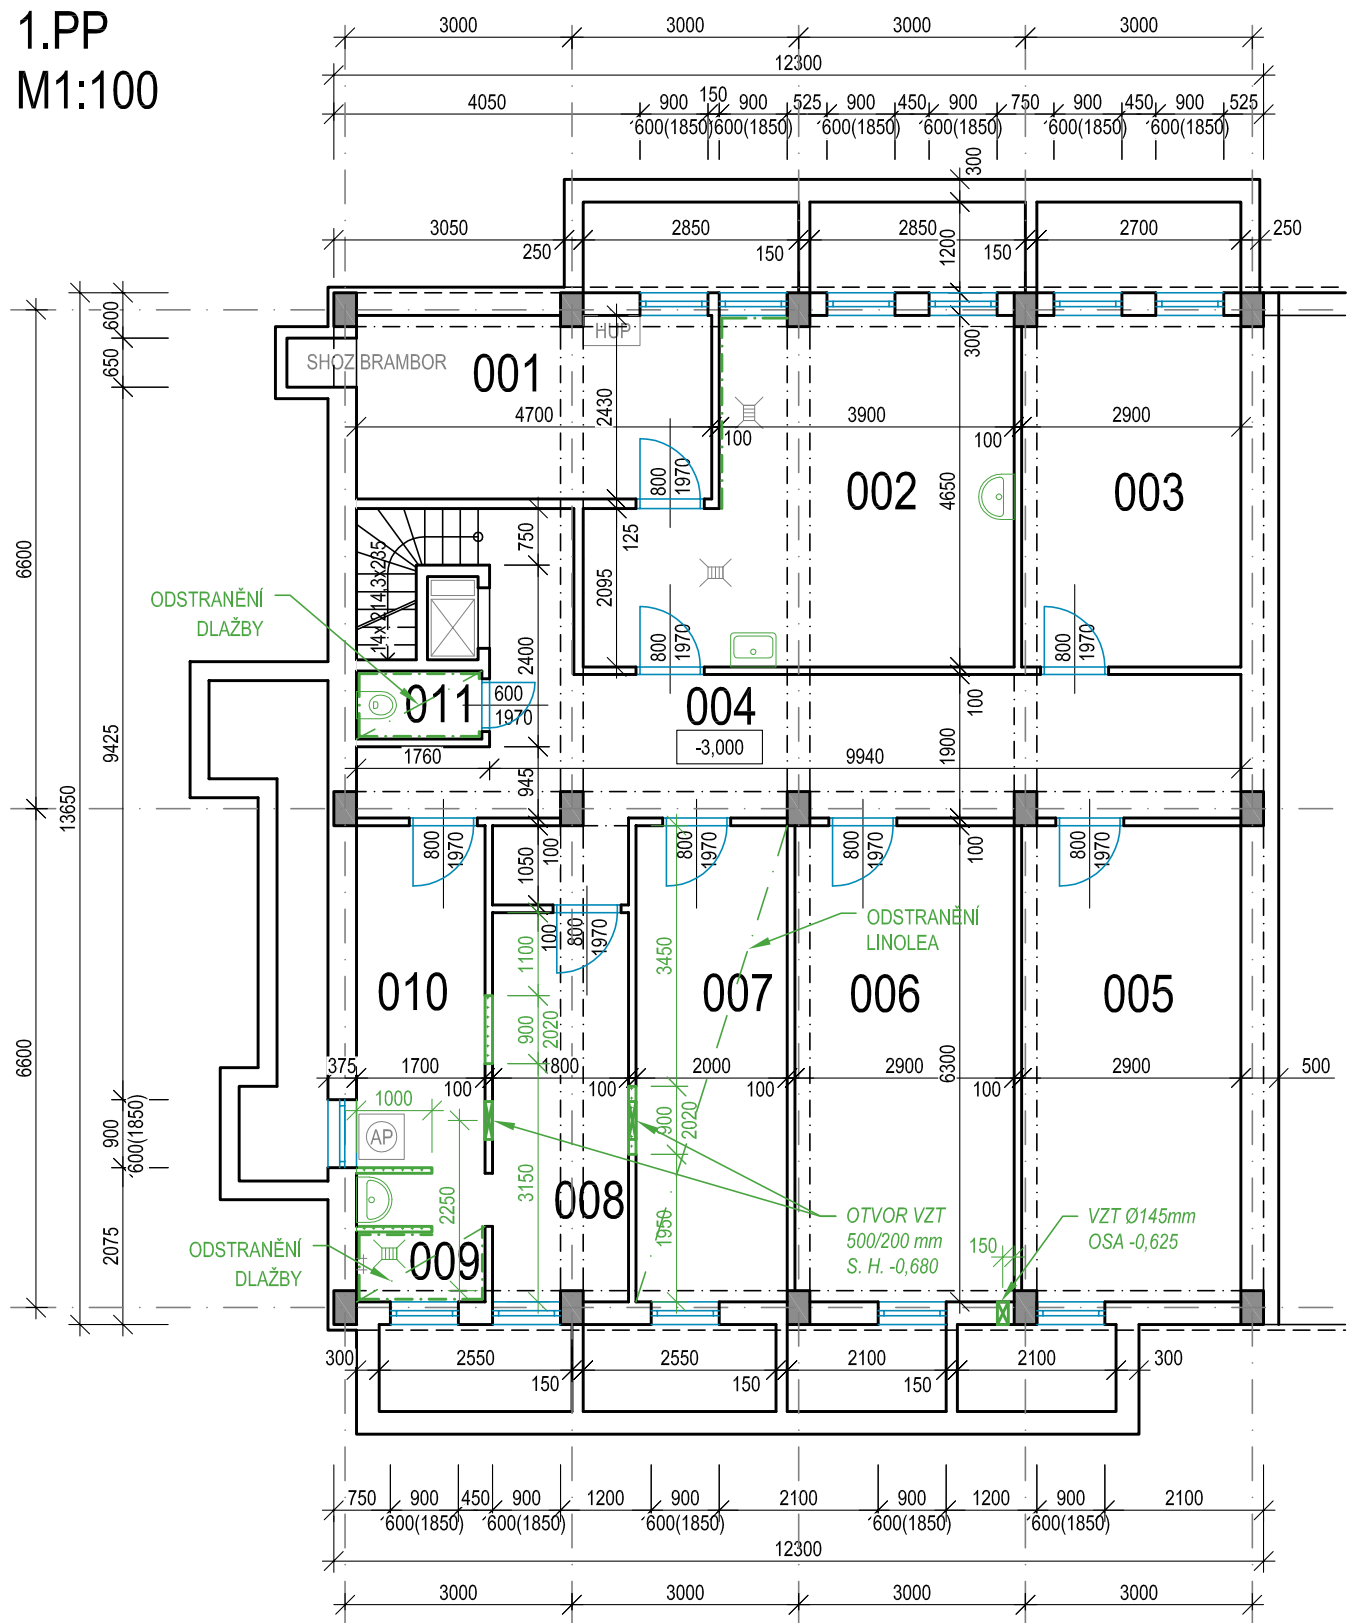 1.PP
M1:100
3000 3000 3000 3000
12300
4050 900 150 900 525 900 450 900 750 900 450 900 525
´600(1850) ´600(1850) ´600(1850) ´600(1850) ´600(1850) ´600(1850)
300
3050 2850 2850 2700 250
250 150 150
1200
600
650
SHOZ BRAMBOR
HUP
001
300
2430
4700 3900 2900
100 100
800
1970
002
003
4650
125
750
14x 214,3x235
2095
6600
ODSTRANĚNÍ
DLAŽBY
2400
800
1970
800
1970
011
600
1970
004
-3,000
100
1900
1760 9940
9425
13650
945
100
100
800
1970
1050
800
1970
800
1970
800
1970
ODSTRANĚNÍ
LINOLEA
100
800
1970
1100
3450
010
007
006
005
900
2020
6600
375 1700 1800 2000 2900 2900 500
100 100 100 6300 100
1000
AP
900
´600(1850)
900
2020
2250
3150
008
1950
OTVOR VZT
500/200 mm
S. H. -0,680
VZT Ø145mm
OSA -0,625
150
2075
ODSTRANĚNÍ
DLAŽBY
009
300 2550 2550 2100 2100 300
150 150 150
750 900 450 900 1200 900 2100 900 1200 900 2100
´600(1850) ´600(1850) ´600(1850) ´600(1850) ´600(1850)
12300
3000 3000 3000 3000